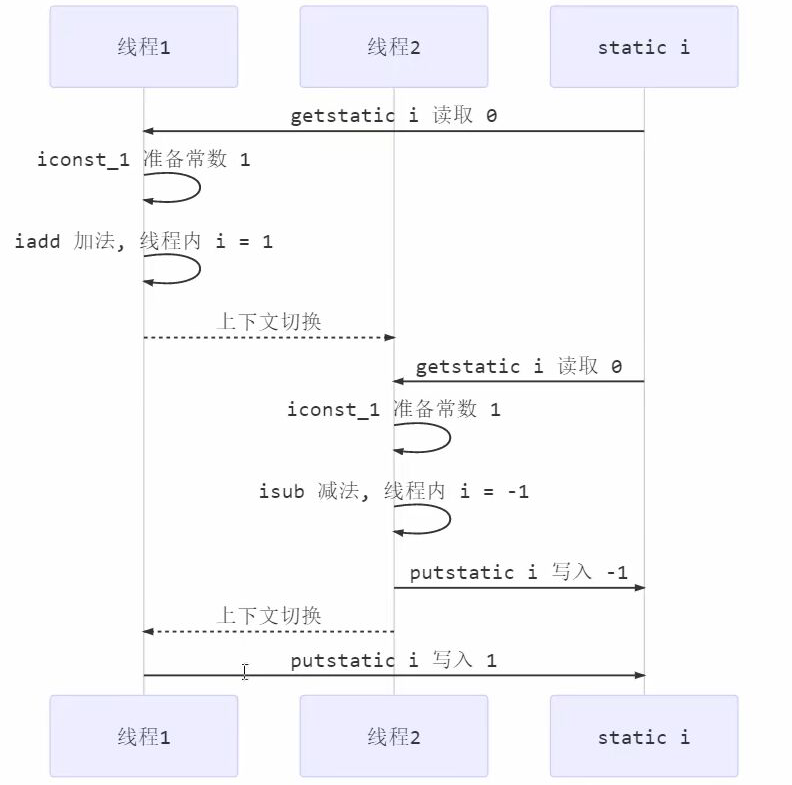 线程1
线程2
static i
getstatic i 读取 0
iconst_1 准备常数 1
iadd 加法, 线程内 i = 1
上下文切换
getstatic i 读取 0
iconst_1 准备常数 1
isub 减法, 线程内 i = -1
putstatic i 写入 -1
上下文切换
putstatic i 写入 1
线程1
线程2
static i